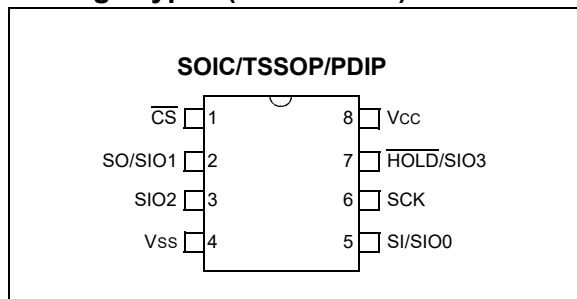 SOIC/TSSOP/PDIP
CS 1 8 Vcc
SO/SIO1 2 7 HOLD/SIO3
SIO2 3 6 SCK
Vss 4 5 SI/SIO0